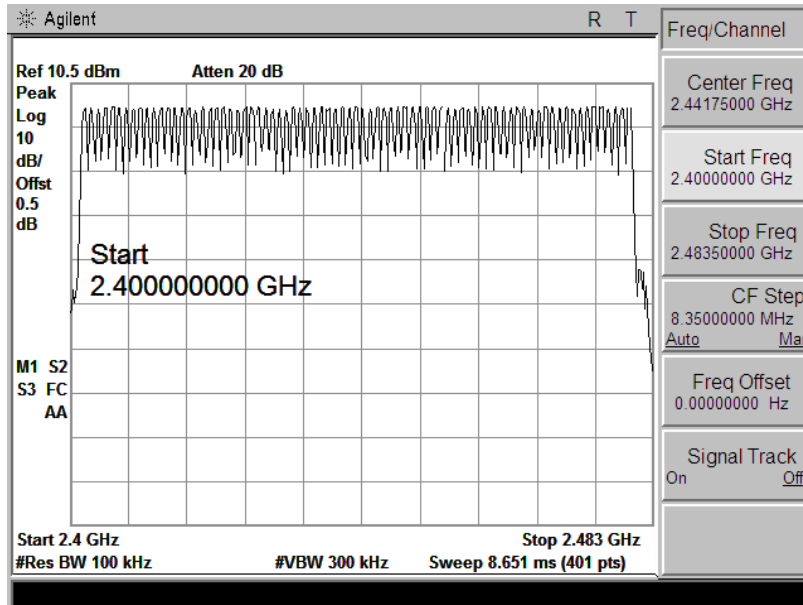 Agilent R T
Ref 10.5 dBm Atten 20 dB
Peak
Log
10
dB/
Offst
0.5
dB
Start
2.400000000 GHz
M1 S2
S3 FC
AA
Start 2.4 GHz Stop 2.483 GHz
#Res BW 100 kHz #VBW 300 kHz Sweep 8.651 ms (401 pts)
Freq/Channel
Center Freq
2.44175000 GHz
Start Freq
2.40000000 GHz
Stop Freq
2.48350000 GHz
CF Step
8.35000000 MHz
Auto Ma
Freq Offset
0.00000000 Hz
Signal Track
On Off